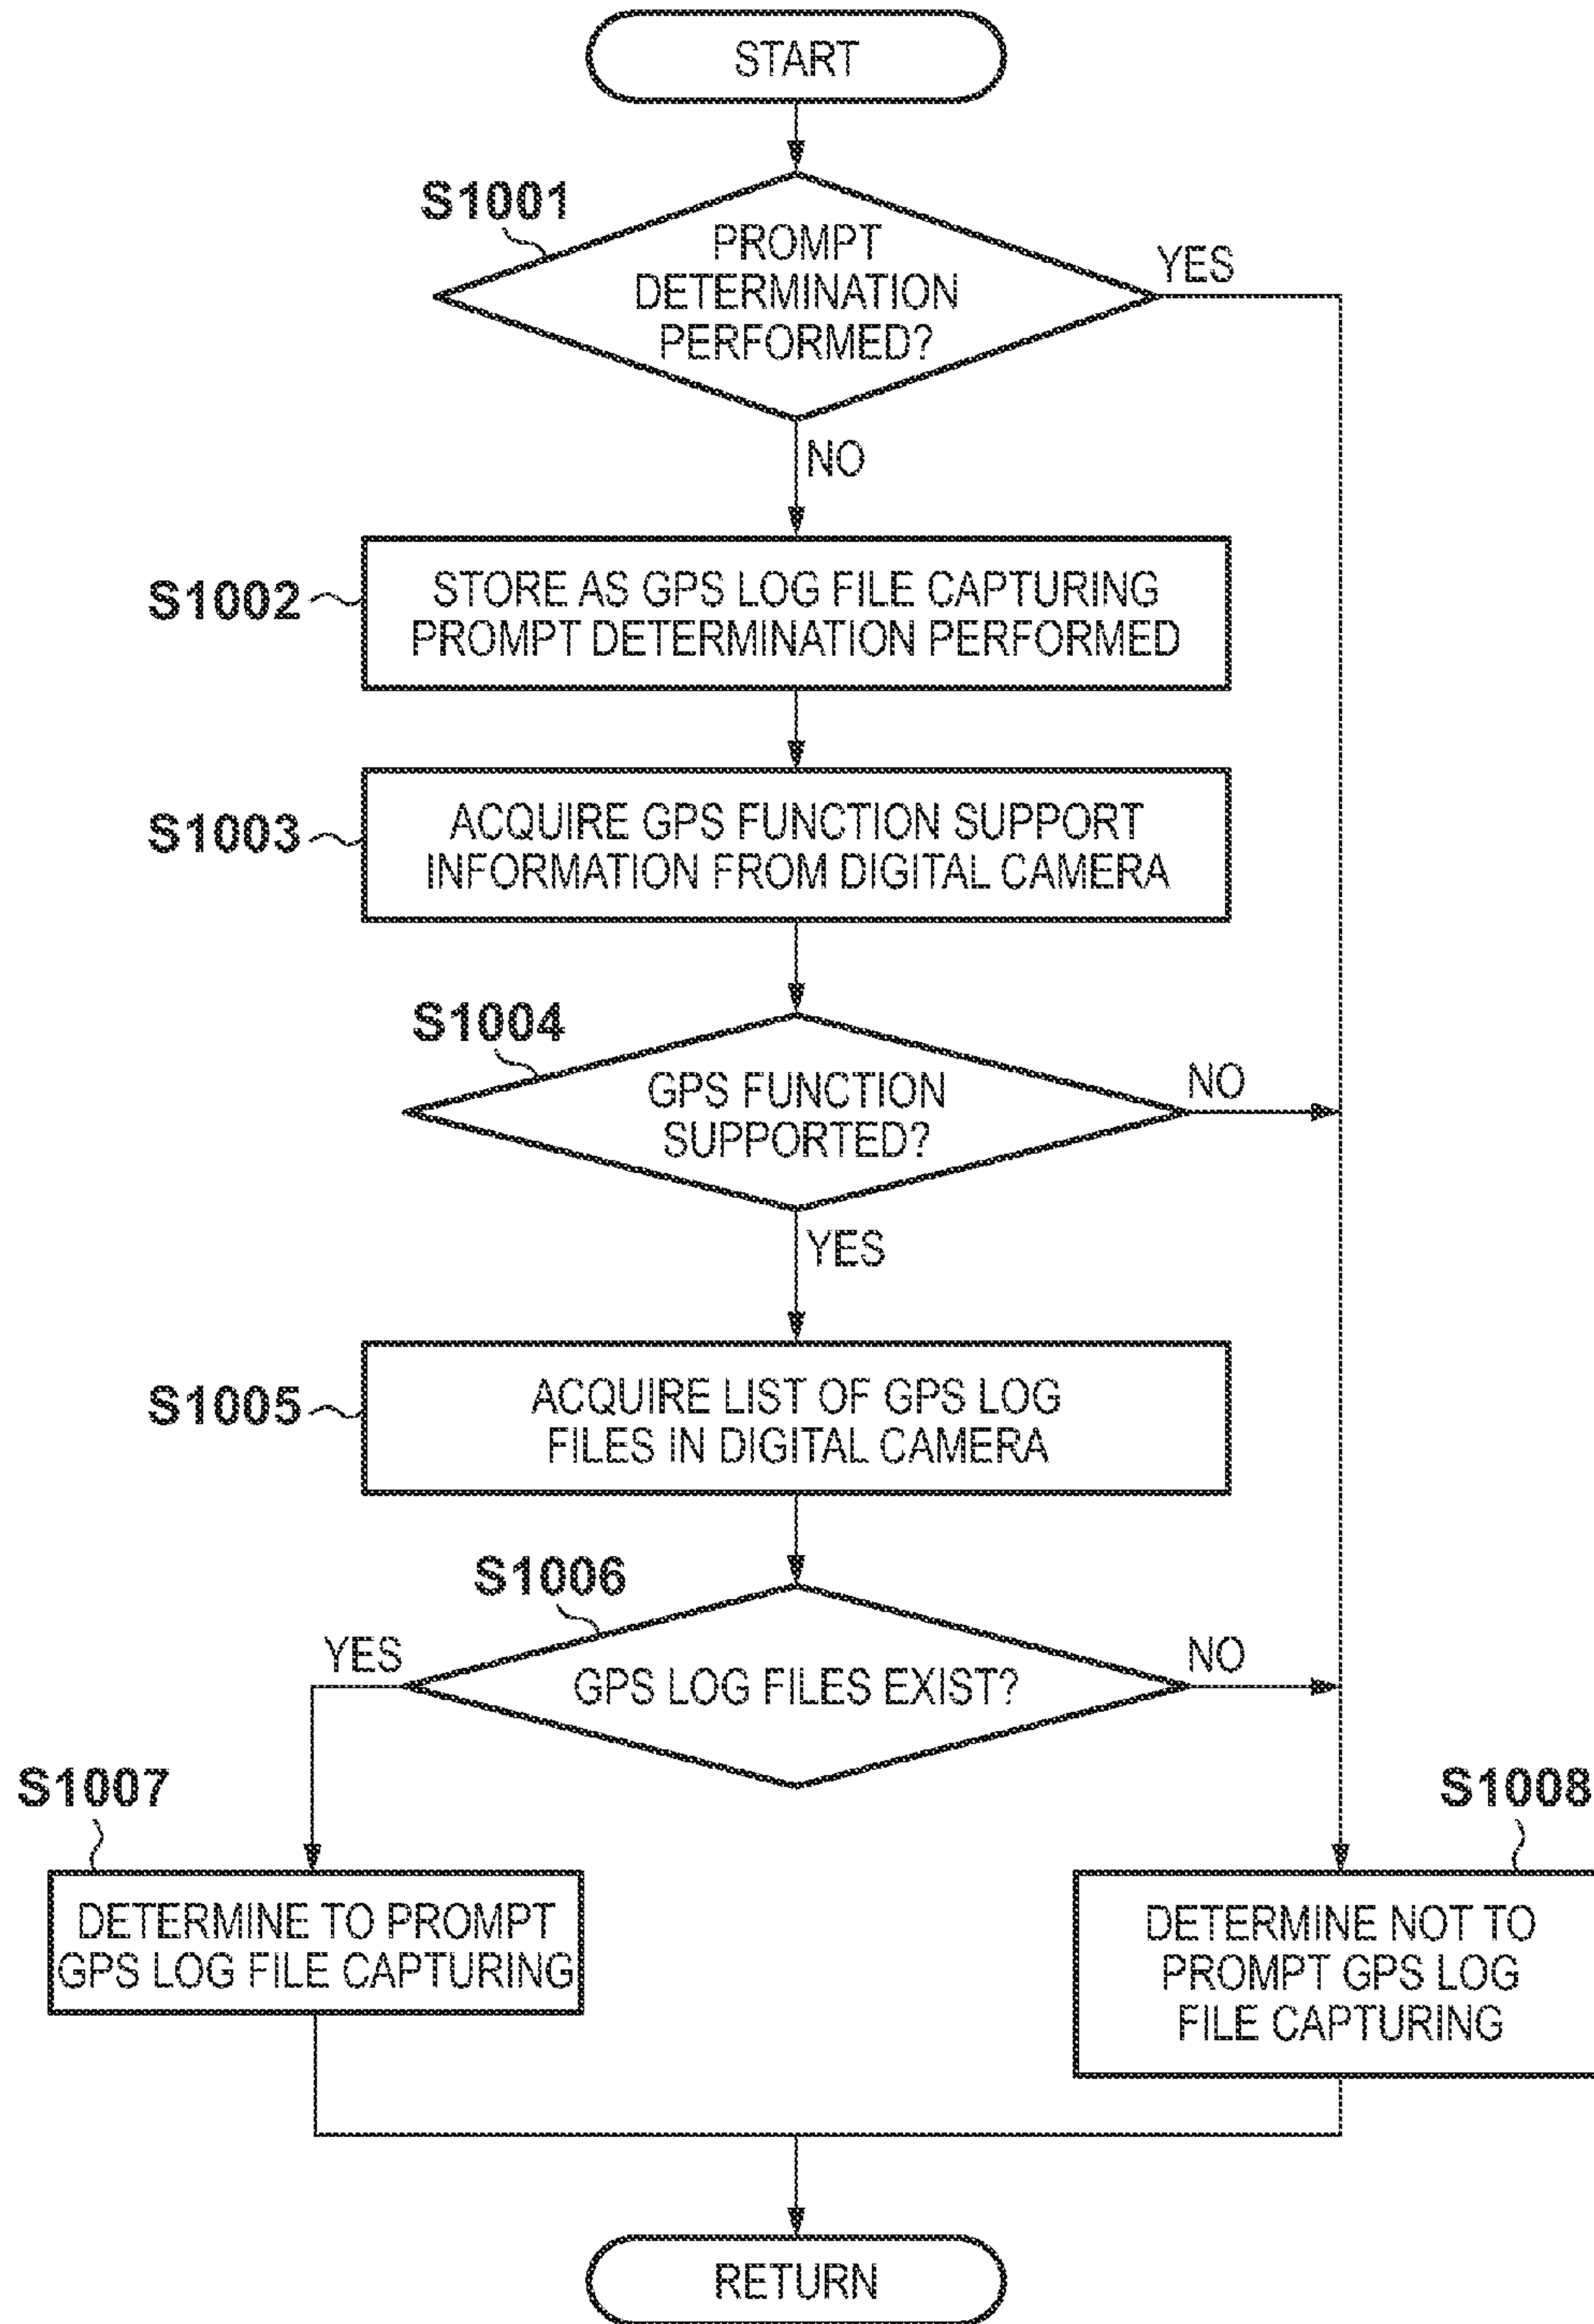 START
S1001
PROMPT
DETERMINATION
PERFORMED?
YES
NO
S1002
STORE AS GPS LOG FILE CAPTURING
PROMPT DETERMINATION PERFORMED
S1003
ACQUIRE GPS FUNCTION SUPPORT
INFORMATION FROM DIGITAL CAMERA
S1004
GPS FUNCTION
SUPPORTED?
NO
YES
S1005
ACQUIRE LIST OF GPS LOG
FILES IN DIGITAL CAMERA
S1006
YES
GPS LOG FILES EXIST?
NO
S1007
DETERMINE TO PROMPT
GPS LOG FILE CAPTURING
S1008
DETERMINE NOT TO
PROMPT GPS LOG
FILE CAPTURING
RETURN